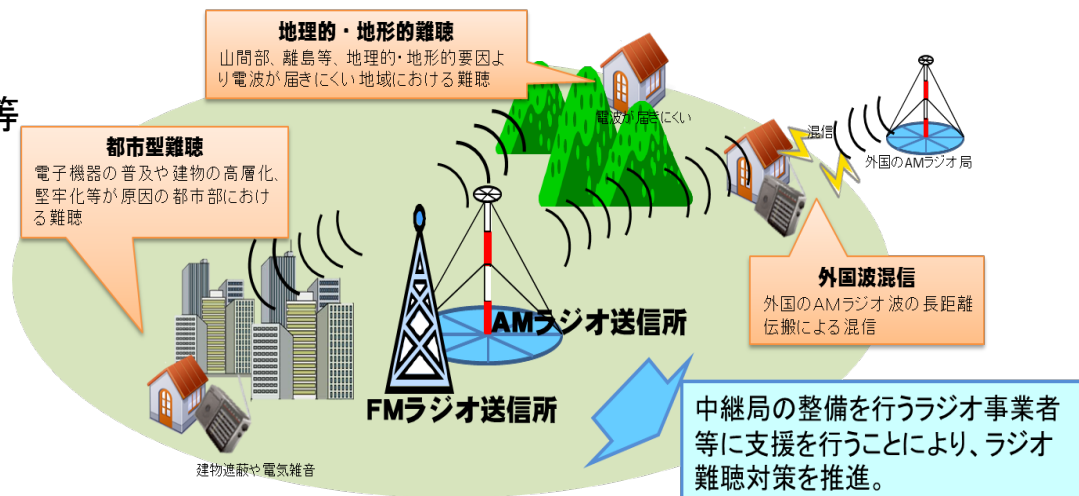 地理的・地形的難聴
山間部、離島等、地理的・地形的要因よ
り電波が届きにくい地域における難聴
等
都市型難聴
電子機器の普及や建物の高層化、
堅牢化等が原因の都市部におけ
る難聴
電波が届きにくい
混信
外国のAMラジオ局
外国波混信
外国のAMラジオ波の長距離
伝搬による混信
AMラジオ送信所
FMラジオ送信所
中継局の整備を行うラジオ事業者
等に支援を行うことにより、ラジオ
難聴対策を推進。
建物遮蔽や電気雑音